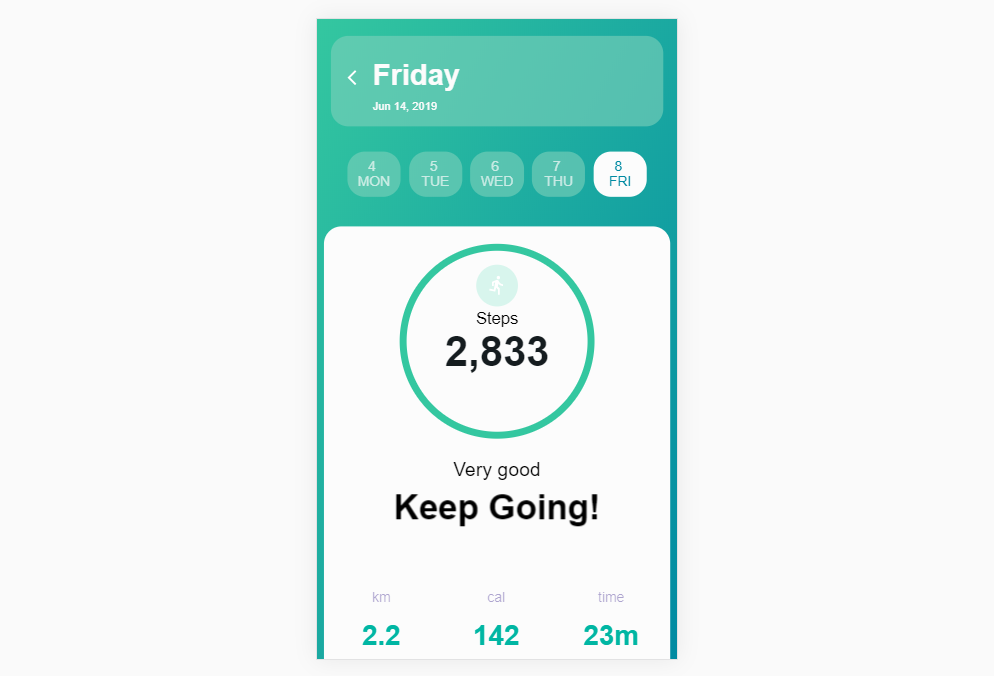 Friday
Jun 14, 2019
4 5 6 7 8
MON TUE WED THU FRI
Steps
2,833
Very good
Keep Going!
km cal time
2.2 142 23m